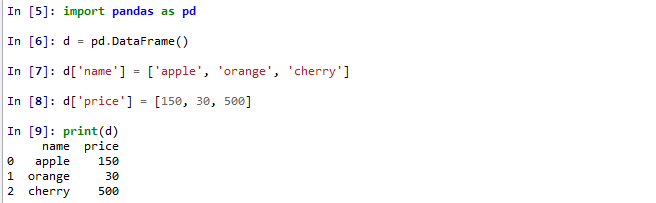 In [5]: import pandas as pd
In [6]: d = pd.DataFrame()
In [7]: d['name'] = ['apple', 'orange', 'cherry']
In [8]: d['price'] = [150, 30, 500]
In [9]: print(d)
     name  price
0   apple    150
1  orange     30
2  cherry    500